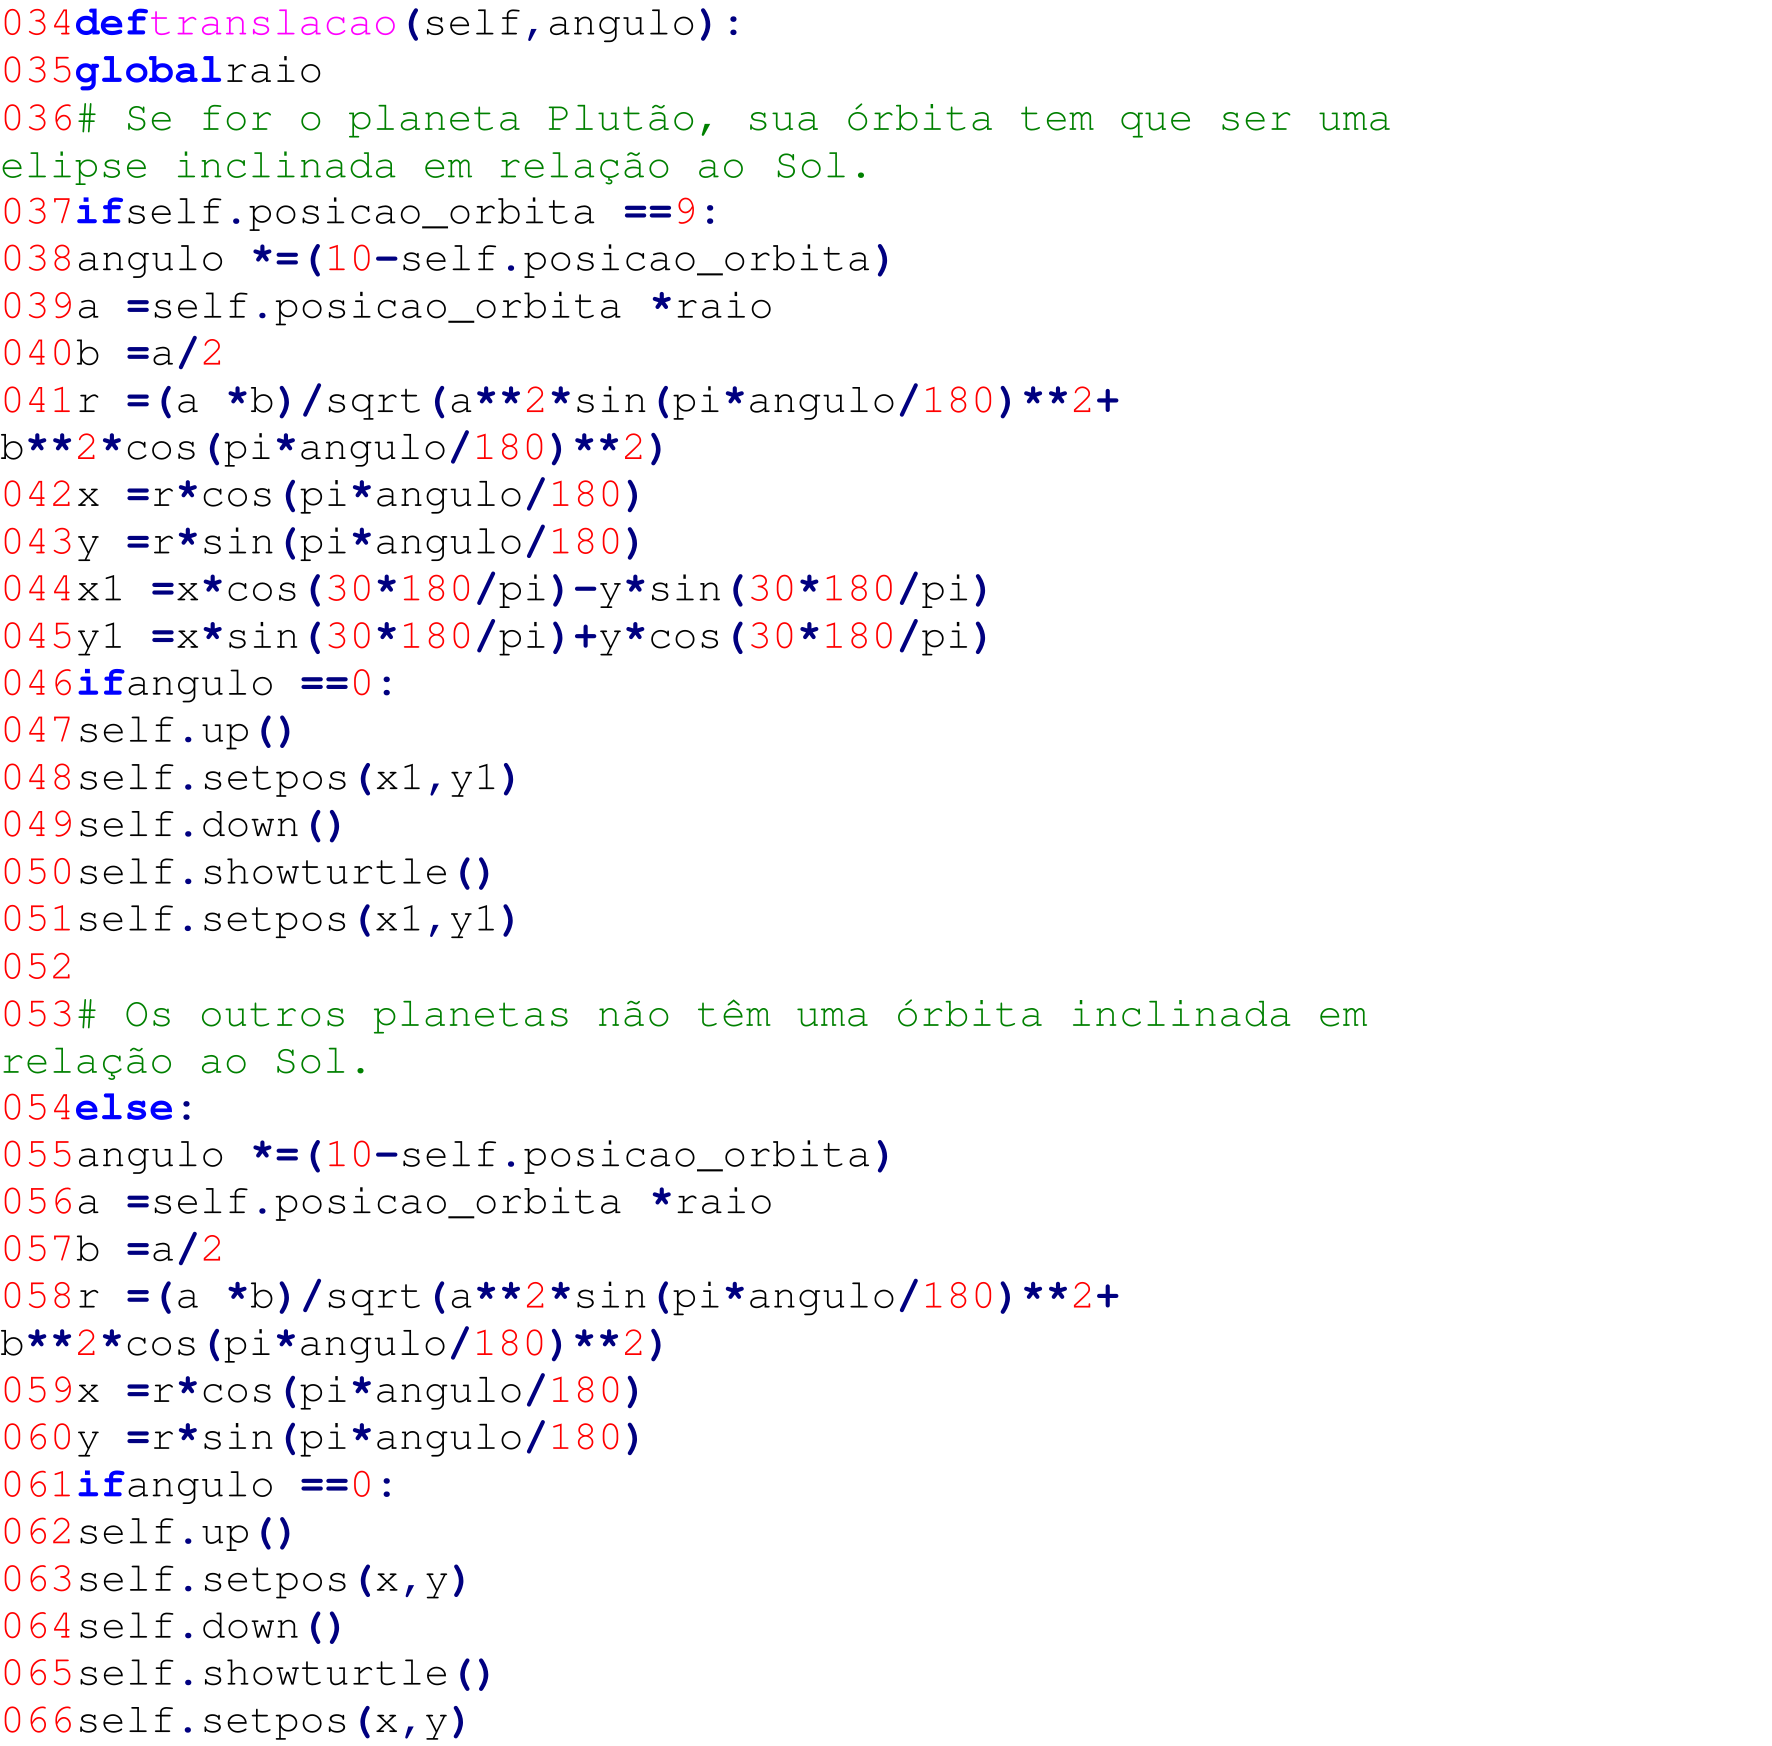 034deftranslacao(self,angulo):
035globalraio
036# Se for o planeta Plutão, sua órbita tem que ser uma
elipse inclinada em relação ao Sol.
037ifself.posicao_orbita ==9:
038angulo *=(10-self.posicao_orbita)
039a =self.posicao_orbita *raio
040b =a/2
041r =(a *b)/sqrt(a**2*sin(pi*angulo/180)**2+
b**2*cos(pi*angulo/180)**2)
042x =r*cos(pi*angulo/180)
043y =r*sin(pi*angulo/180)
044x1 =x*cos(30*180/pi)-y*sin(30*180/pi)
045y1 =x*sin(30*180/pi)+y*cos(30*180/pi)
046ifangulo ==0:
047self.up()
048self.setpos(x1,y1)
049self.down()
050self.showturtle()
051self.setpos(x1,y1)
052
053# Os outros planetas não têm uma órbita inclinada em
relação ao Sol.
054else:
055angulo *=(10-self.posicao_orbita)
056a =self.posicao_orbita *raio
057b =a/2
058r =(a *b)/sqrt(a**2*sin(pi*angulo/180)**2+
b**2*cos(pi*angulo/180)**2)
059x =r*cos(pi*angulo/180)
060y =r*sin(pi*angulo/180)
061ifangulo ==0:
062self.up()
063self.setpos(x,y)
064self.down()
065self.showturtle()
066self.setpos(x,y)